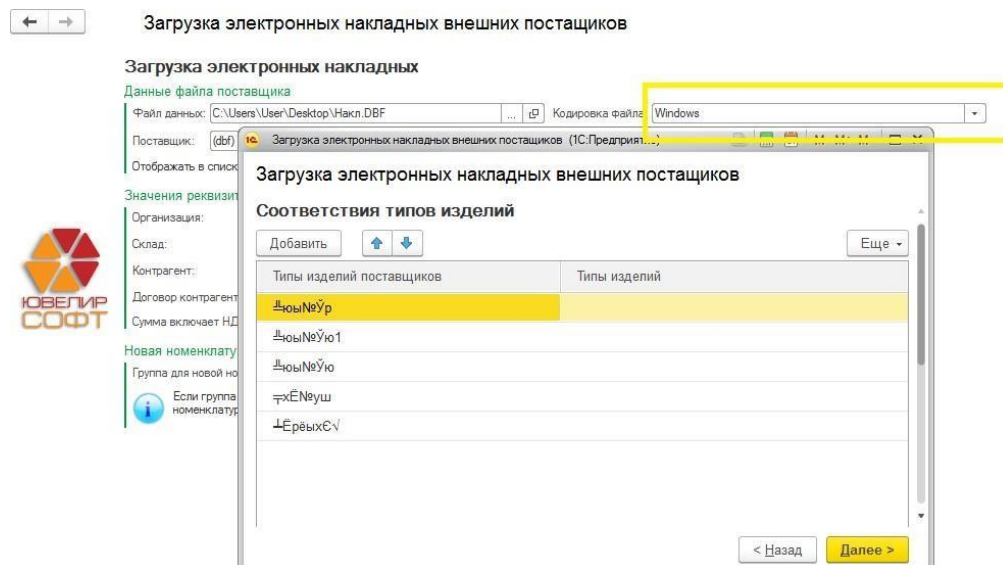 Загрузка электронных накладных внешних постащиков
Загрузка электронных накладных
Данные файла поставщика
Файл данных: C:\Users\User\Desktop\Накл.DBF ... Кодировка файла Windows
Поставщик: (dbf)
Загрузка электронных накладных внешних постащиков (1С:Предприятие)
Отображать в списк
Загрузка электронных накладных внешних постащиков
Значения реквизит
Соответствия типов изделий
Организация:
Склад:
Добавить
Еще
Контрагент:
Типы изделий поставщиков
Типы изделий
Договор контрагент
ЮВЕЛИР
СОФТ
╩юы№Ўр
Сумма включает НД
╩юы№Ўю1
Новая номенклату
╩юы№Ўю
Группа для новой но
╤хЁ№уш
Если группа
номенклатур
┴ЁрёыхЄ√
< Назад
Далее >